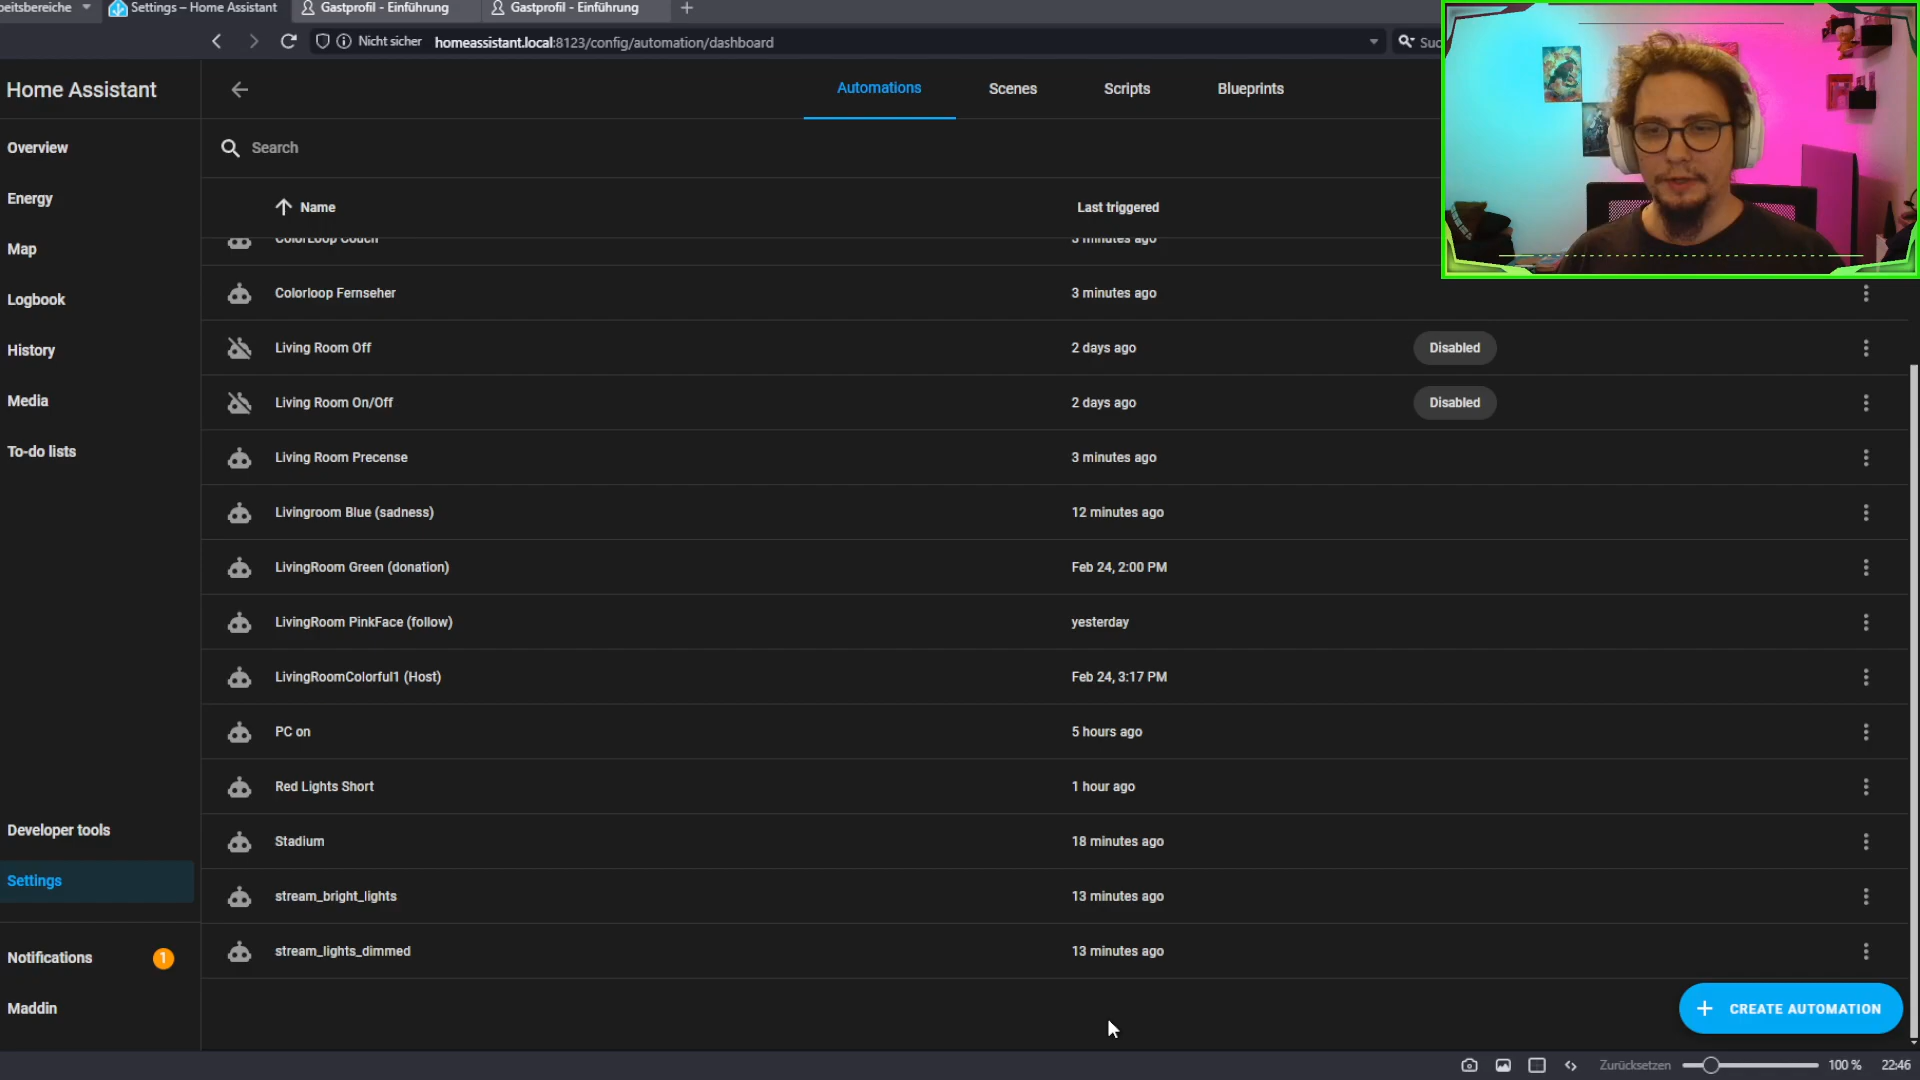 beitsbereiche
Settings – Home Assistant
Gastprofil - Einführung
Gastprofil - Einführung
Nicht sicher
homeassistant.local:8123/config/automation/dashboard
Home Assistant
Automations
Scenes
Scripts
Blueprints
Overview
Search
Energy
Name
Last triggered
Map
ColorLoop Couch
3 minutes ago
Logbook
Colorloop Fernseher
3 minutes ago
History
Living Room Off
2 days ago
Disabled
Media
Living Room On/Off
2 days ago
Disabled
To-do lists
Living Room Precense
3 minutes ago
Livingroom Blue (sadness)
12 minutes ago
LivingRoom Green (donation)
Feb 24, 2:00 PM
LivingRoom PinkFace (follow)
yesterday
LivingRoomColorful1 (Host)
Feb 24, 3:17 PM
PC on
5 hours ago
Red Lights Short
1 hour ago
Developer tools
Stadium
18 minutes ago
Settings
stream_bright_lights
13 minutes ago
Notifications
1
stream_lights_dimmed
13 minutes ago
Maddin
CREATE AUTOMATION
Zurücksetzen
100 %
22:46